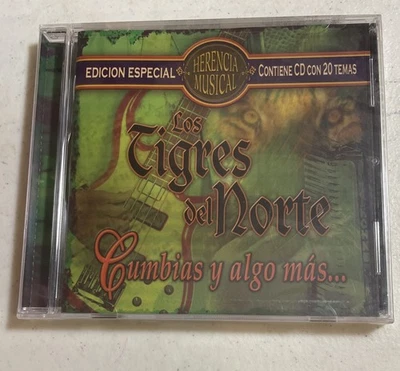 EDICION ESPECIAL
HERENCIA
MUSICAL
CONTIENE CD CON 20 TEMAS
Los
Tigres
del Norte
Cumbias y algo más...